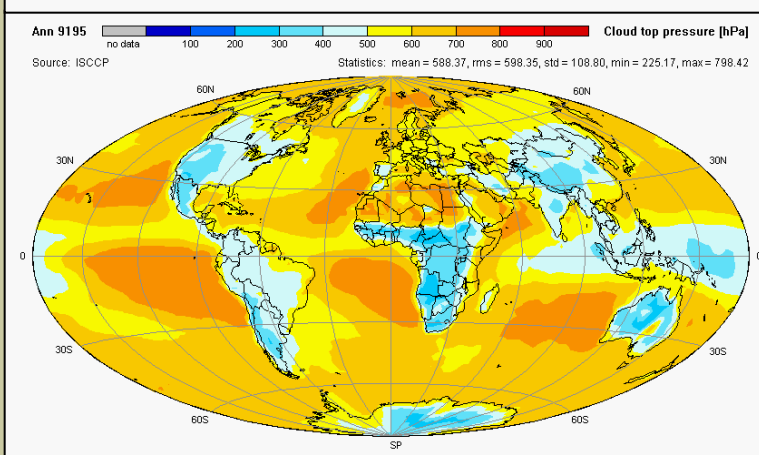 Ann 9195
no data 100 200 300 400 500 600 700 800 900
Cloud top pressure [hPa]
Source: ISCCP
Statistics: mean = 588.37, rms = 598.35, std = 108.80, min = 225.17, max = 798.42
60N 60N
30N 30N
0 0
30S 30S
60S 60S
SP